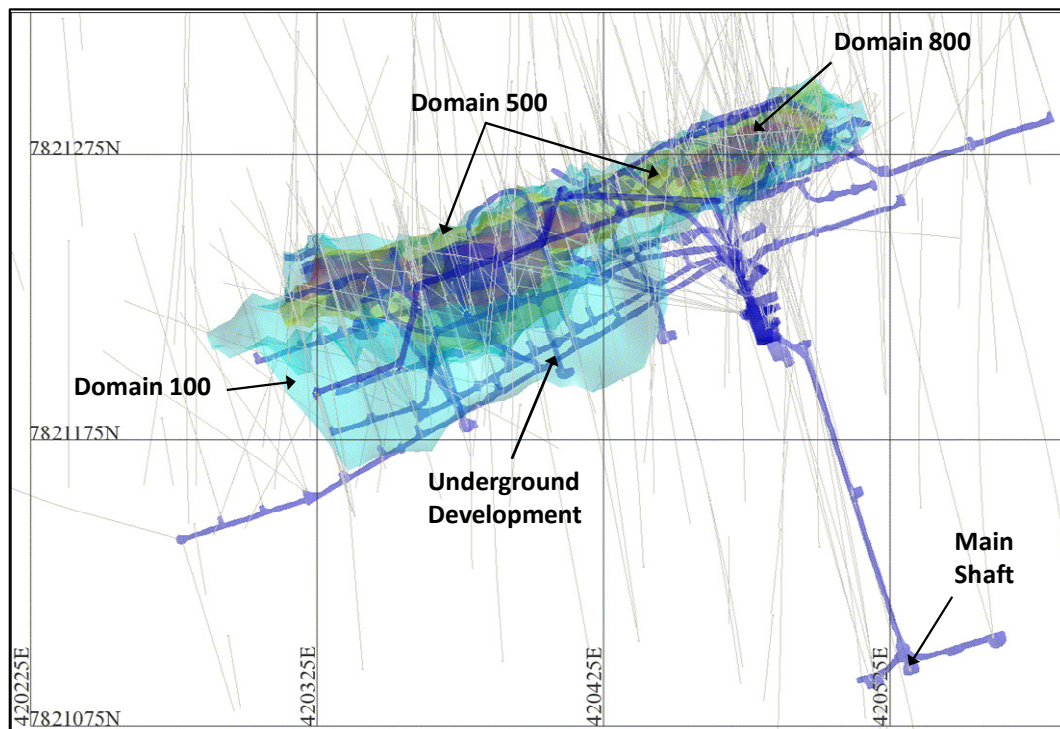 Domain 800
Domain 500
7821275N
Domain 100
7821175N
Underground
Development
Main
Shaft
420225E
420325E
420425E
420525E
7821075N